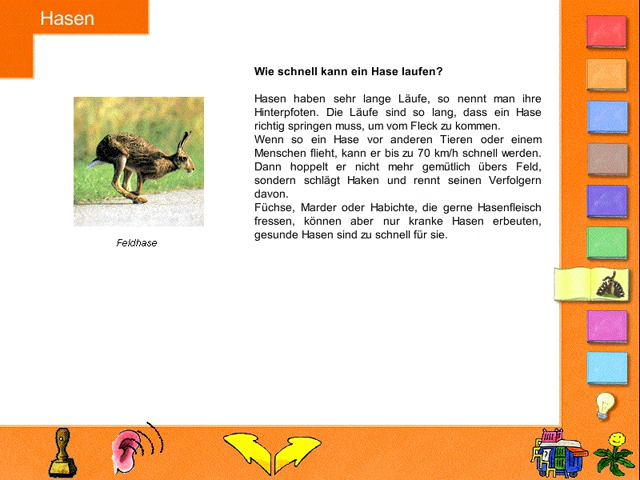 Hasen
Wie schnell kann ein Hase laufen?
Hasen haben sehr lange Läufe, so nennt man ihre
Hinterpfoten. Die Läufe sind so lang, dass ein Hase
richtig springen muss, um vom Fleck zu kommen.
Wenn so ein Hase vor anderen Tieren oder einem
Menschen flieht, kann er bis zu 70 km/h schnell werden.
Dann hoppelt er nicht mehr gemütlich übers Feld,
sondern schlägt Haken und rennt seinen Verfolgern
davon.
Füchse, Marder oder Habichte, die gerne Hasenfleisch
fressen, können aber nur kranke Hasen erbeuten,
gesunde Hasen sind zu schnell für sie.
Feldhase